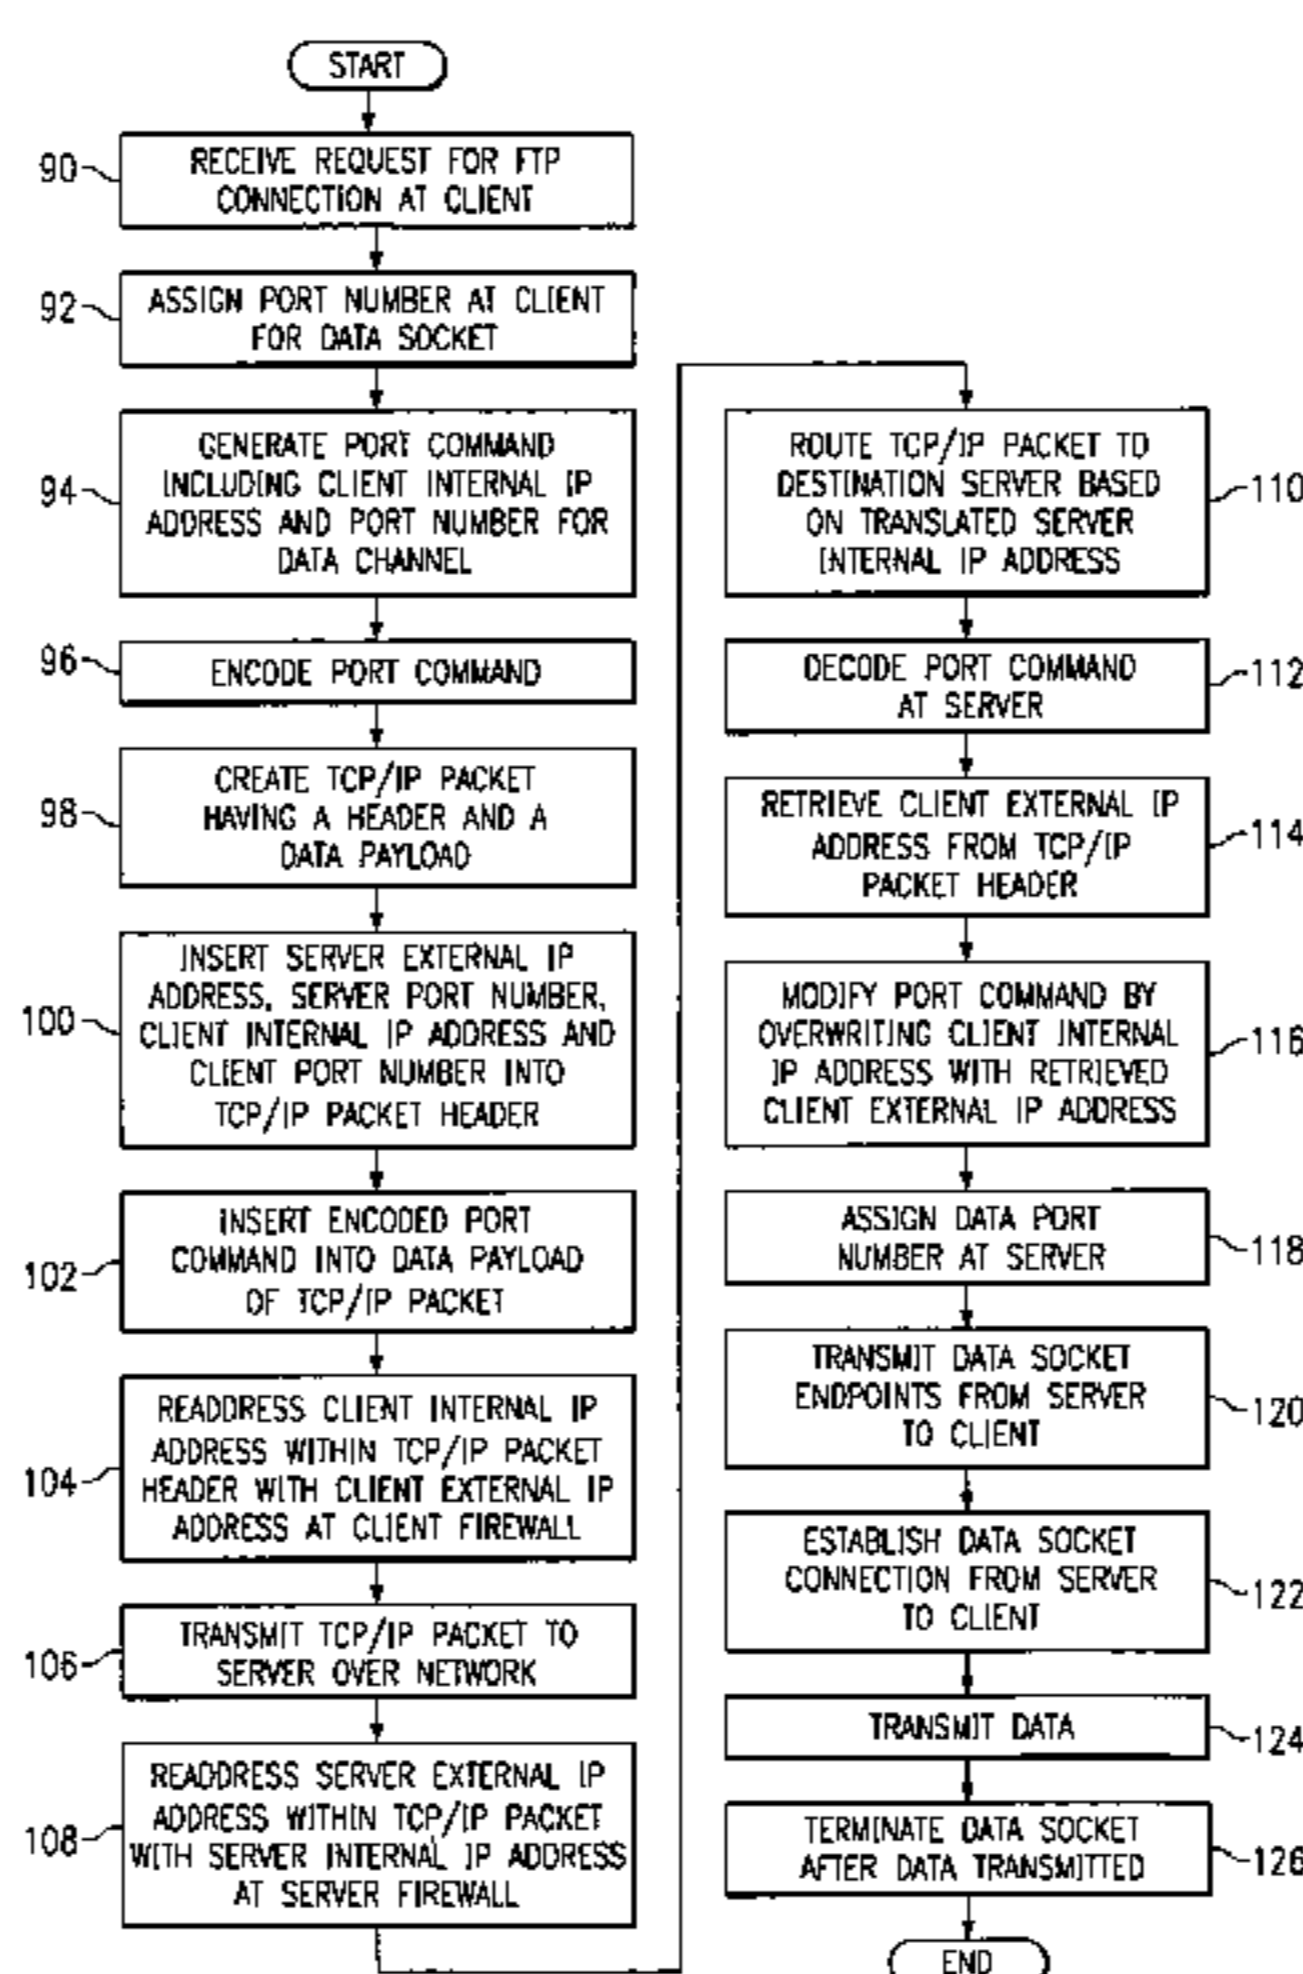 START
90
RECEIVE REQUEST FOR FTP
CONNECTION AT CLIENT
92
ASSIGN PORT NUMBER AT CLIENT
FOR DATA SOCKET
94
GENERATE PORT COMMAND
INCLUDING CLIENT INTERNAL IP
ADDRESS AND PORT NUMBER FOR
DATA CHANNEL
96
ENCODE PORT COMMAND
98
CREATE TCP/IP PACKET
HAVING A HEADER AND A
DATA PAYLOAD
100
INSERT SERVER EXTERNAL IP
ADDRESS, SERVER PORT NUMBER,
CLIENT INTERNAL IP ADDRESS AND
CLIENT PORT NUMBER INTO
TCP/IP PACKET HEADER
102
INSERT ENCODED PORT
COMMAND INTO DATA PAYLOAD
OF TCP/IP PACKET
104
READDRESS CLIENT INTERNAL IP
ADDRESS WITHIN TCP/IP PACKET
HEADER WITH CLIENT EXTERNAL IP
ADDRESS AT CLIENT FIREWALL
106
TRANSMIT TCP/IP PACKET TO
SERVER OVER NETWORK
108
READDRESS SERVER EXTERNAL IP
ADDRESS WITHIN TCP/IP PACKET
WITH SERVER INTERNAL IP ADDRESS
AT SERVER FIREWALL
ROUTE TCP/IP PACKET TO
DESTINATION SERVER BASED
ON TRANSLATED SERVER
INTERNAL IP ADDRESS
110
DECODE PORT COMMAND
AT SERVER
112
RETRIEVE CLIENT EXTERNAL IP
ADDRESS FROM TCP/IP
PACKET HEADER
114
MODIFY PORT COMMAND BY
OVERWRITING CLIENT INTERNAL
IP ADDRESS WITH RETRIEVED
CLIENT EXTERNAL IP ADDRESS
116
ASSIGN DATA PORT
NUMBER AT SERVER
118
TRANSMIT DATA SOCKET
ENDPOINTS FROM SERVER
TO CLIENT
120
ESTABLISH DATA SOCKET
CONNECTION FROM SERVER
TO CLIENT
122
TRANSMIT DATA
124
TERMINATE DATA SOCKET
AFTER DATA TRANSMITTED
126
END